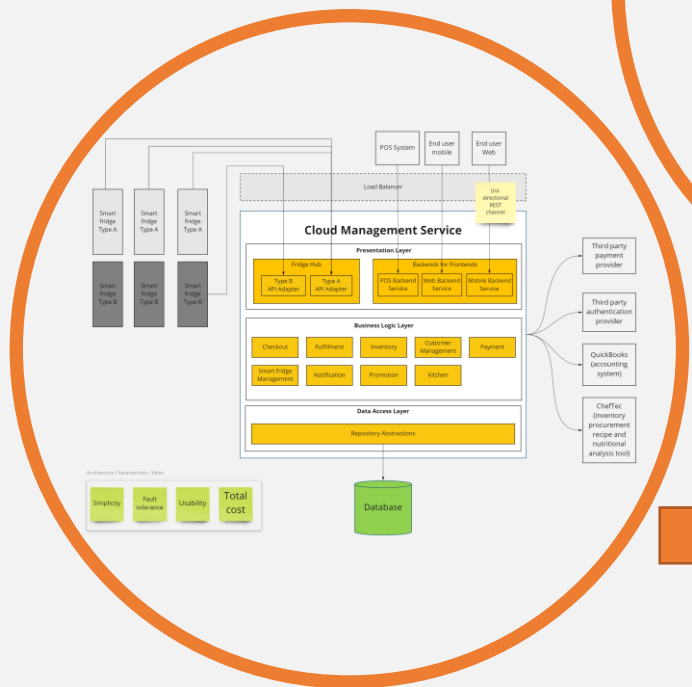 POS System
End user
mobile
End user
Web
Load Balancer
Uni-
directional
REST
channel
Smart
fridge
Type A
Smart
fridge
Type A
Smart
fridge
Type A
Smart
fridge
Type B
Smart
fridge
Type B
Smart
fridge
Type B
Cloud Management Service
Presentation Layer
Fridge Hub
Type B
API Adapter
Type A
API Adapter
Backends for Frontends
POS Backend
Service
Web Backend
Service
Mobile Backend
Service
Business Logic Layer
Checkout
Fulfillment
Inventory
Customer
Management
Payment
Smart fridge
Management
Notification
Promotion
Kitchen
Data Access Layer
Repository Abstractions
Database
Third party
payment
provider
Third party
authentication
provider
QuickBooks
(accounting
system)
ChefTec
(inventory
procurement
recipe and
nutritional
analysis tool)
Architecture Characteristics / Ilities
Simplicity
Fault
tolerance
Usability
Total
cost